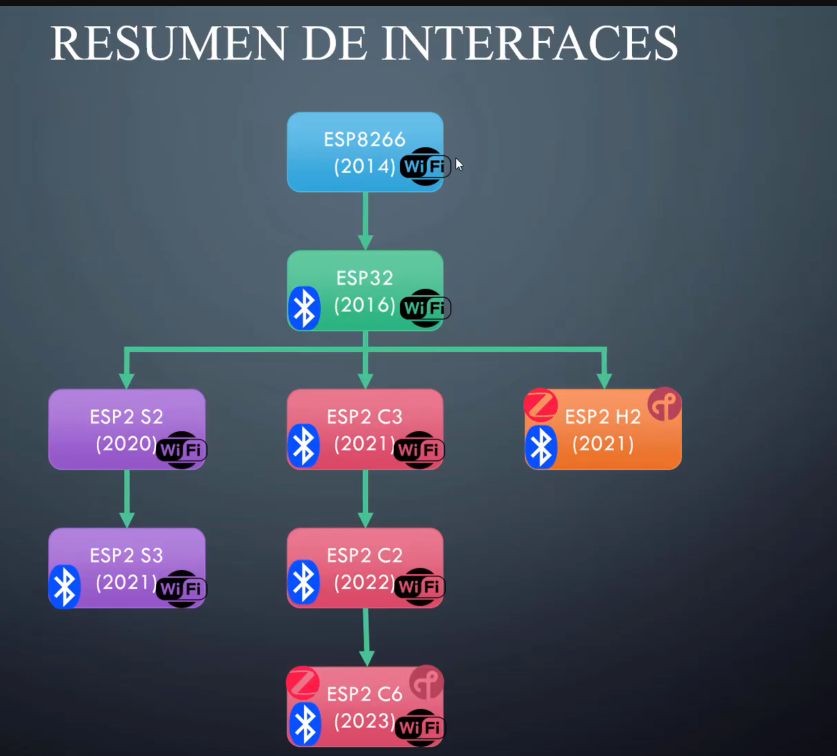 RESUMEN DE INTERFACES
ESP8266
(2014) WiFi
ESP32
(2016) WiFi
ESP2 S2
(2020) WiFi
ESP2 C3
(2021) WiFi
ESP2 H2
(2021)
ESP2 S3
(2021) WiFi
ESP2 C2
(2022) WiFi
ESP2 C6
(2023) WiFi